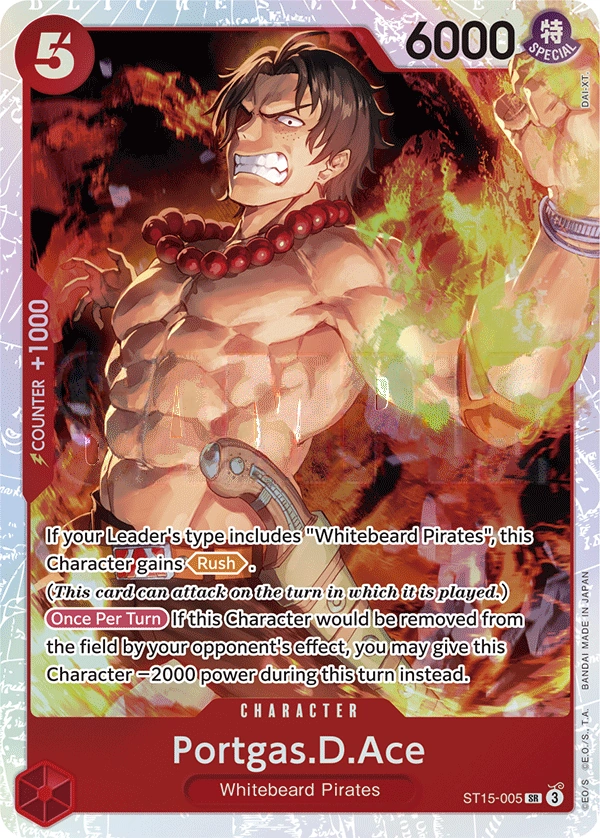 5
6000
特
SPECIAL
DAI-XT.
COUNTER +1000
If your Leader's type includes "Whitebeard Pirates", this
Character gains Rush.
(This card can attack on the turn in which it is played.)
Once Per Turn If this Character would be removed from
the field by your opponent's effect, you may give this
Character −2000 power during this turn instead.
CHARACTER
Portgas.D.Ace
Whitebeard Pirates
ST15-005 SR 3
©E.O/S ©E.O./S., T.A. BANDAI MADE IN JAPAN